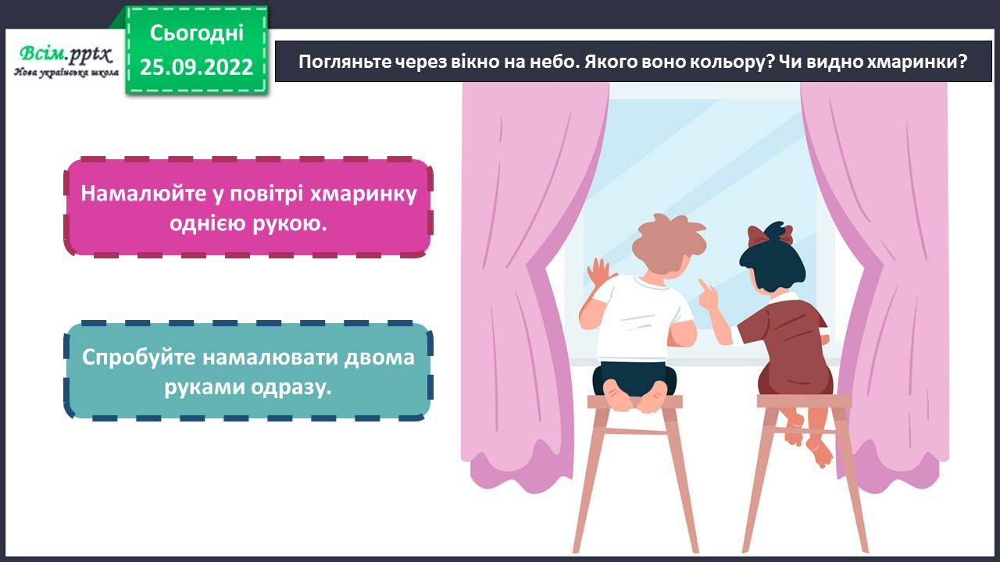 Всім.pptx
Нова українська школа
Сьогодні
25.09.2022
Погляньте через вікно на небо. Якого воно кольору? Чи видно хмаринки?
Намалюйте у повітрі хмаринку
однією рукою.
Спробуйте намалювати двома
руками одразу.